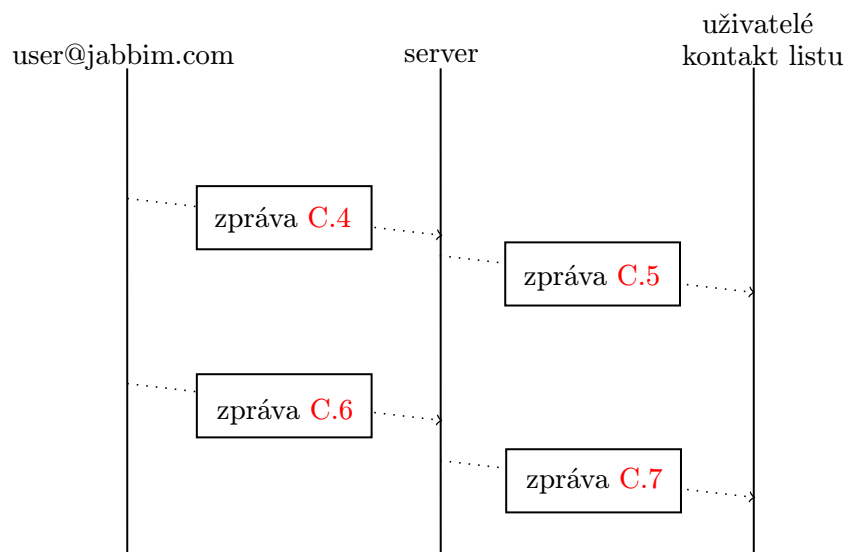 uživatelé
user@jabbim.com server kontakt listu
zpráva C.4
zpráva C.5
zpráva C.6
zpráva C.7